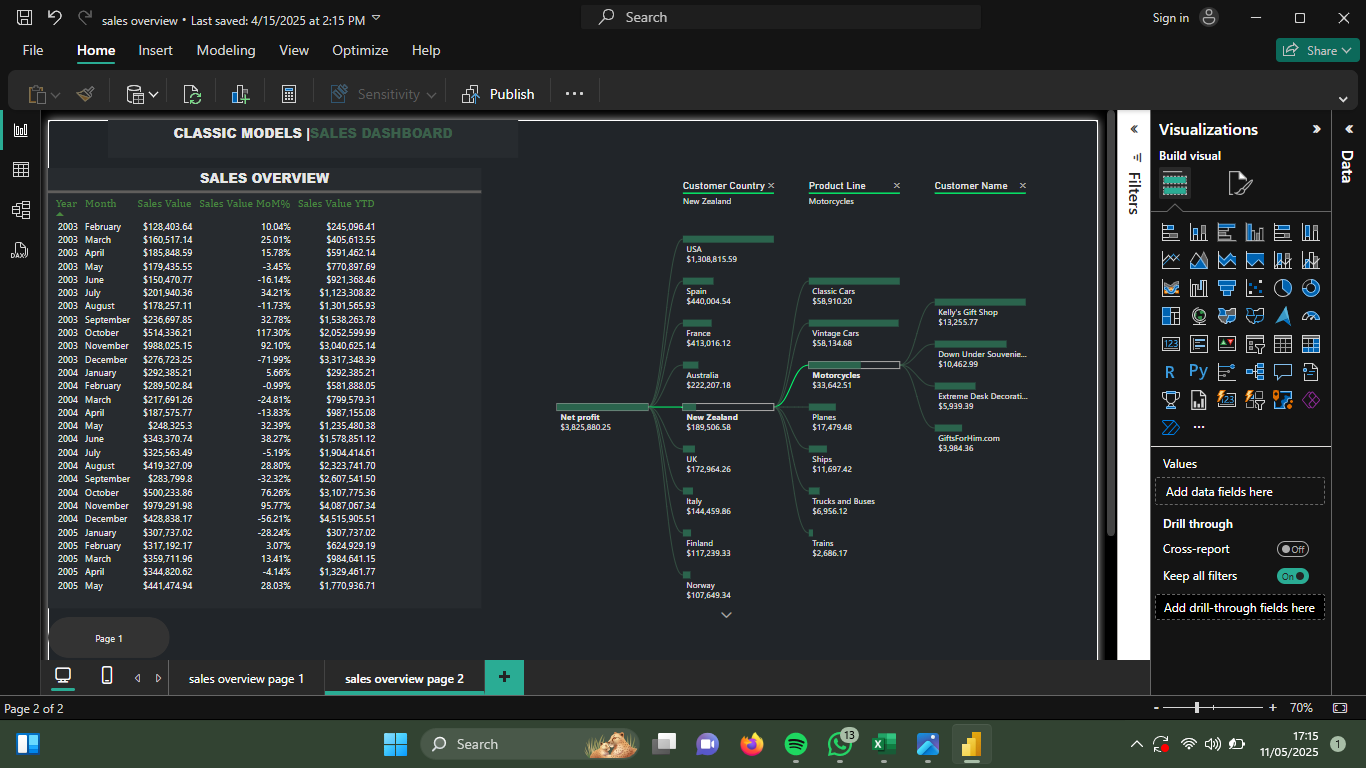 sales overview • Last saved: 4/15/2025 at 2:15 PM
Search
Sign in
File Home Insert Modeling View Optimize Help
Share
Sensitivity
Publish
CLASSIC MODELS |SALES DASHBOARD
SALES OVERVIEW
Year Month Sales Value Sales Value MoM% Sales Value YTD
2003 February $128,403.64 10.04% $245,096.41
2003 March $160,517.14 25.01% $405,613.55
2003 April $185,848.59 15.78% $591,462.14
2003 May $179,435.55 -3.45% $770,897.69
2003 June $150,470.77 -16.14% $921,368.46
2003 July $201,940.36 34.21% $1,123,308.82
2003 August $178,257.11 -11.73% $1,301,565.93
2003 September $236,697.85 32.78% $1,538,263.78
2003 October $514,336.21 117.30% $2,052,599.99
2003 November $988,025.15 92.10% $3,040,625.14
2003 December $276,723.25 -71.99% $3,317,348.39
2004 January $292,385.21 5.66% $292,385.21
2004 February $289,502.84 -0.99% $581,888.05
2004 March $217,691.26 -24.81% $799,579.31
2004 April $187,575.77 -13.83% $987,155.08
2004 May $248,325.3 32.39% $1,235,480.38
2004 June $343,370.74 38.27% $1,578,851.12
2004 July $325,563.49 -5.19% $1,904,414.61
2004 August $419,327.09 28.80% $2,323,741.70
2004 September $283,799.8 -32.32% $2,607,541.50
2004 October $500,233.86 76.26% $3,107,775.36
2004 November $979,291.98 95.77% $4,087,067.34
2004 December $428,838.17 -56.21% $4,515,905.51
2005 January $307,737.02 -28.24% $307,737.02
2005 February $317,192.17 3.07% $624,929.19
2005 March $359,711.96 13.41% $984,641.15
2005 April $344,820.62 -4.14% $1,329,461.77
2005 May $441,474.94 28.03% $1,770,936.71
Page 1
Net profit
$3,825,880.25
Customer Country
New Zealand
USA
$1,308,815.59
Spain
$440,004.54
France
$413,016.12
Australia
$222,207.18
New Zealand
$189,506.58
UK
$172,964.26
Italy
$144,459.86
Finland
$117,239.33
Norway
$107,649.34
Product Line
Motorcycles
Classic Cars
$58,910.20
Vintage Cars
$58,134.68
Motorcycles
$33,642.51
Planes
$17,479.48
Ships
$11,697.42
Trucks and Buses
$6,956.12
Trains
$2,686.17
Customer Name
Kelly's Gift Shop
$13,255.77
Down Under Souvenie...
$10,462.99
Extreme Desk Decorati...
$5,939.39
GiftsForHim.com
$3,984.36
Filters
Visualizations
Build visual
R Py
123
Values
Add data fields here
Drill through
Cross-report
Off
Keep all filters
On
Add drill-through fields here
Data
DAX
sales overview page 1
sales overview page 2
+
Page 2 of 2
- + 70%
Search
13
17:15
11/05/2025
1